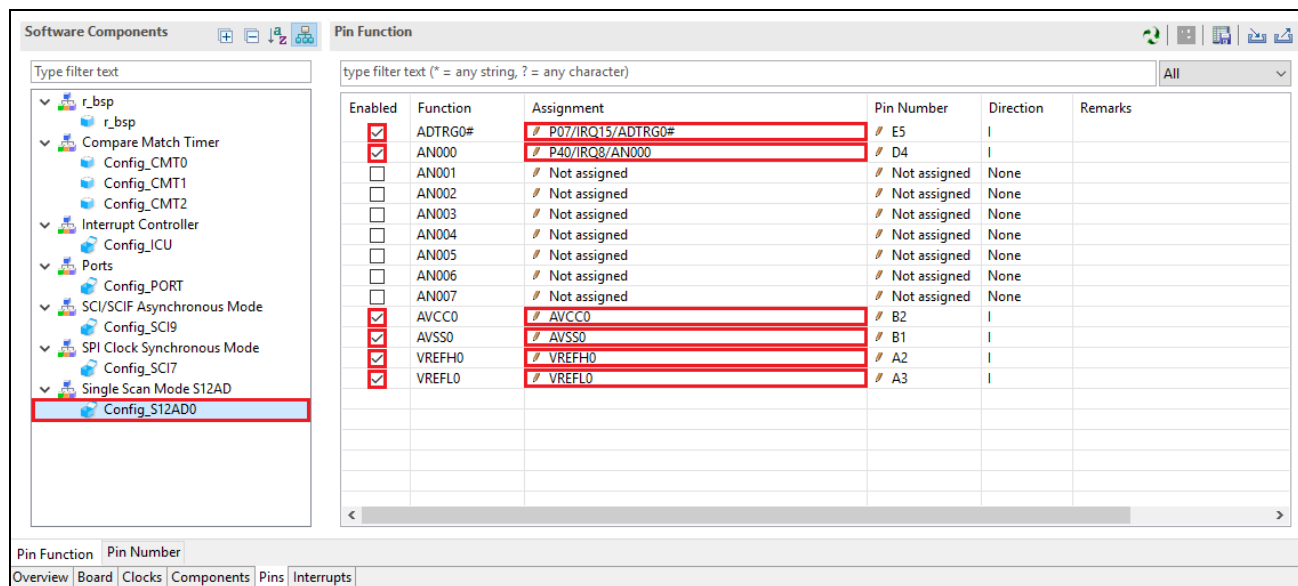 Software Components
Type filter text
r_bsp
r_bsp
Compare Match Timer
Config_CMT0
Config_CMT1
Config_CMT2
Interrupt Controller
Config_ICU
Ports
Config_PORT
SCI/SCIF Asynchronous Mode
Config_SCI9
SPI Clock Synchronous Mode
Config_SCI7
Single Scan Mode S12AD
Config_S12AD0
Pin Function
type filter text (* = any string, ? = any character) All
Enabled Function Assignment Pin Number Direction Remarks
ADTRG0# P07/IRQ15/ADTRG0# E5 I
AN000 P40/IRQ8/AN000 D4 I
AN001 Not assigned Not assigned None
AN002 Not assigned Not assigned None
AN003 Not assigned Not assigned None
AN004 Not assigned Not assigned None
AN005 Not assigned Not assigned None
AN006 Not assigned Not assigned None
AN007 Not assigned Not assigned None
AVCC0 AVCC0 B2 I
AVSS0 AVSS0 B1 I
VREFH0 VREFH0 A2 I
VREFL0 VREFL0 A3 I
Pin Function Pin Number
Overview Board Clocks Components Pins Interrupts